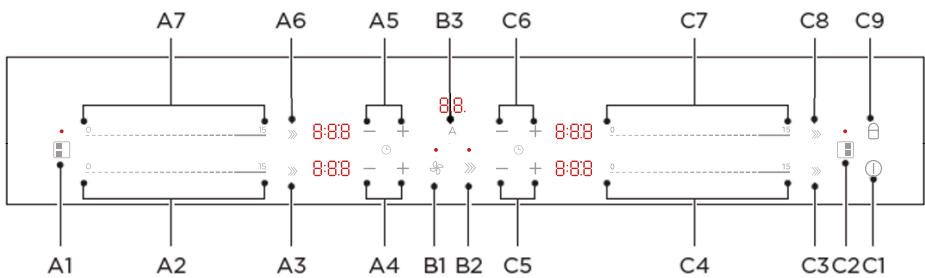 A7 A6 A5 B3 C6 C7 C8 C9
8.8.
0 15 8:8.8 − + A − + 8:8.8 0 15
0 15 8:8.8 − + − + 8:8.8 0 15
A1 A2 A3 A4 B1 B2 C5 C4 C3 C2 C1